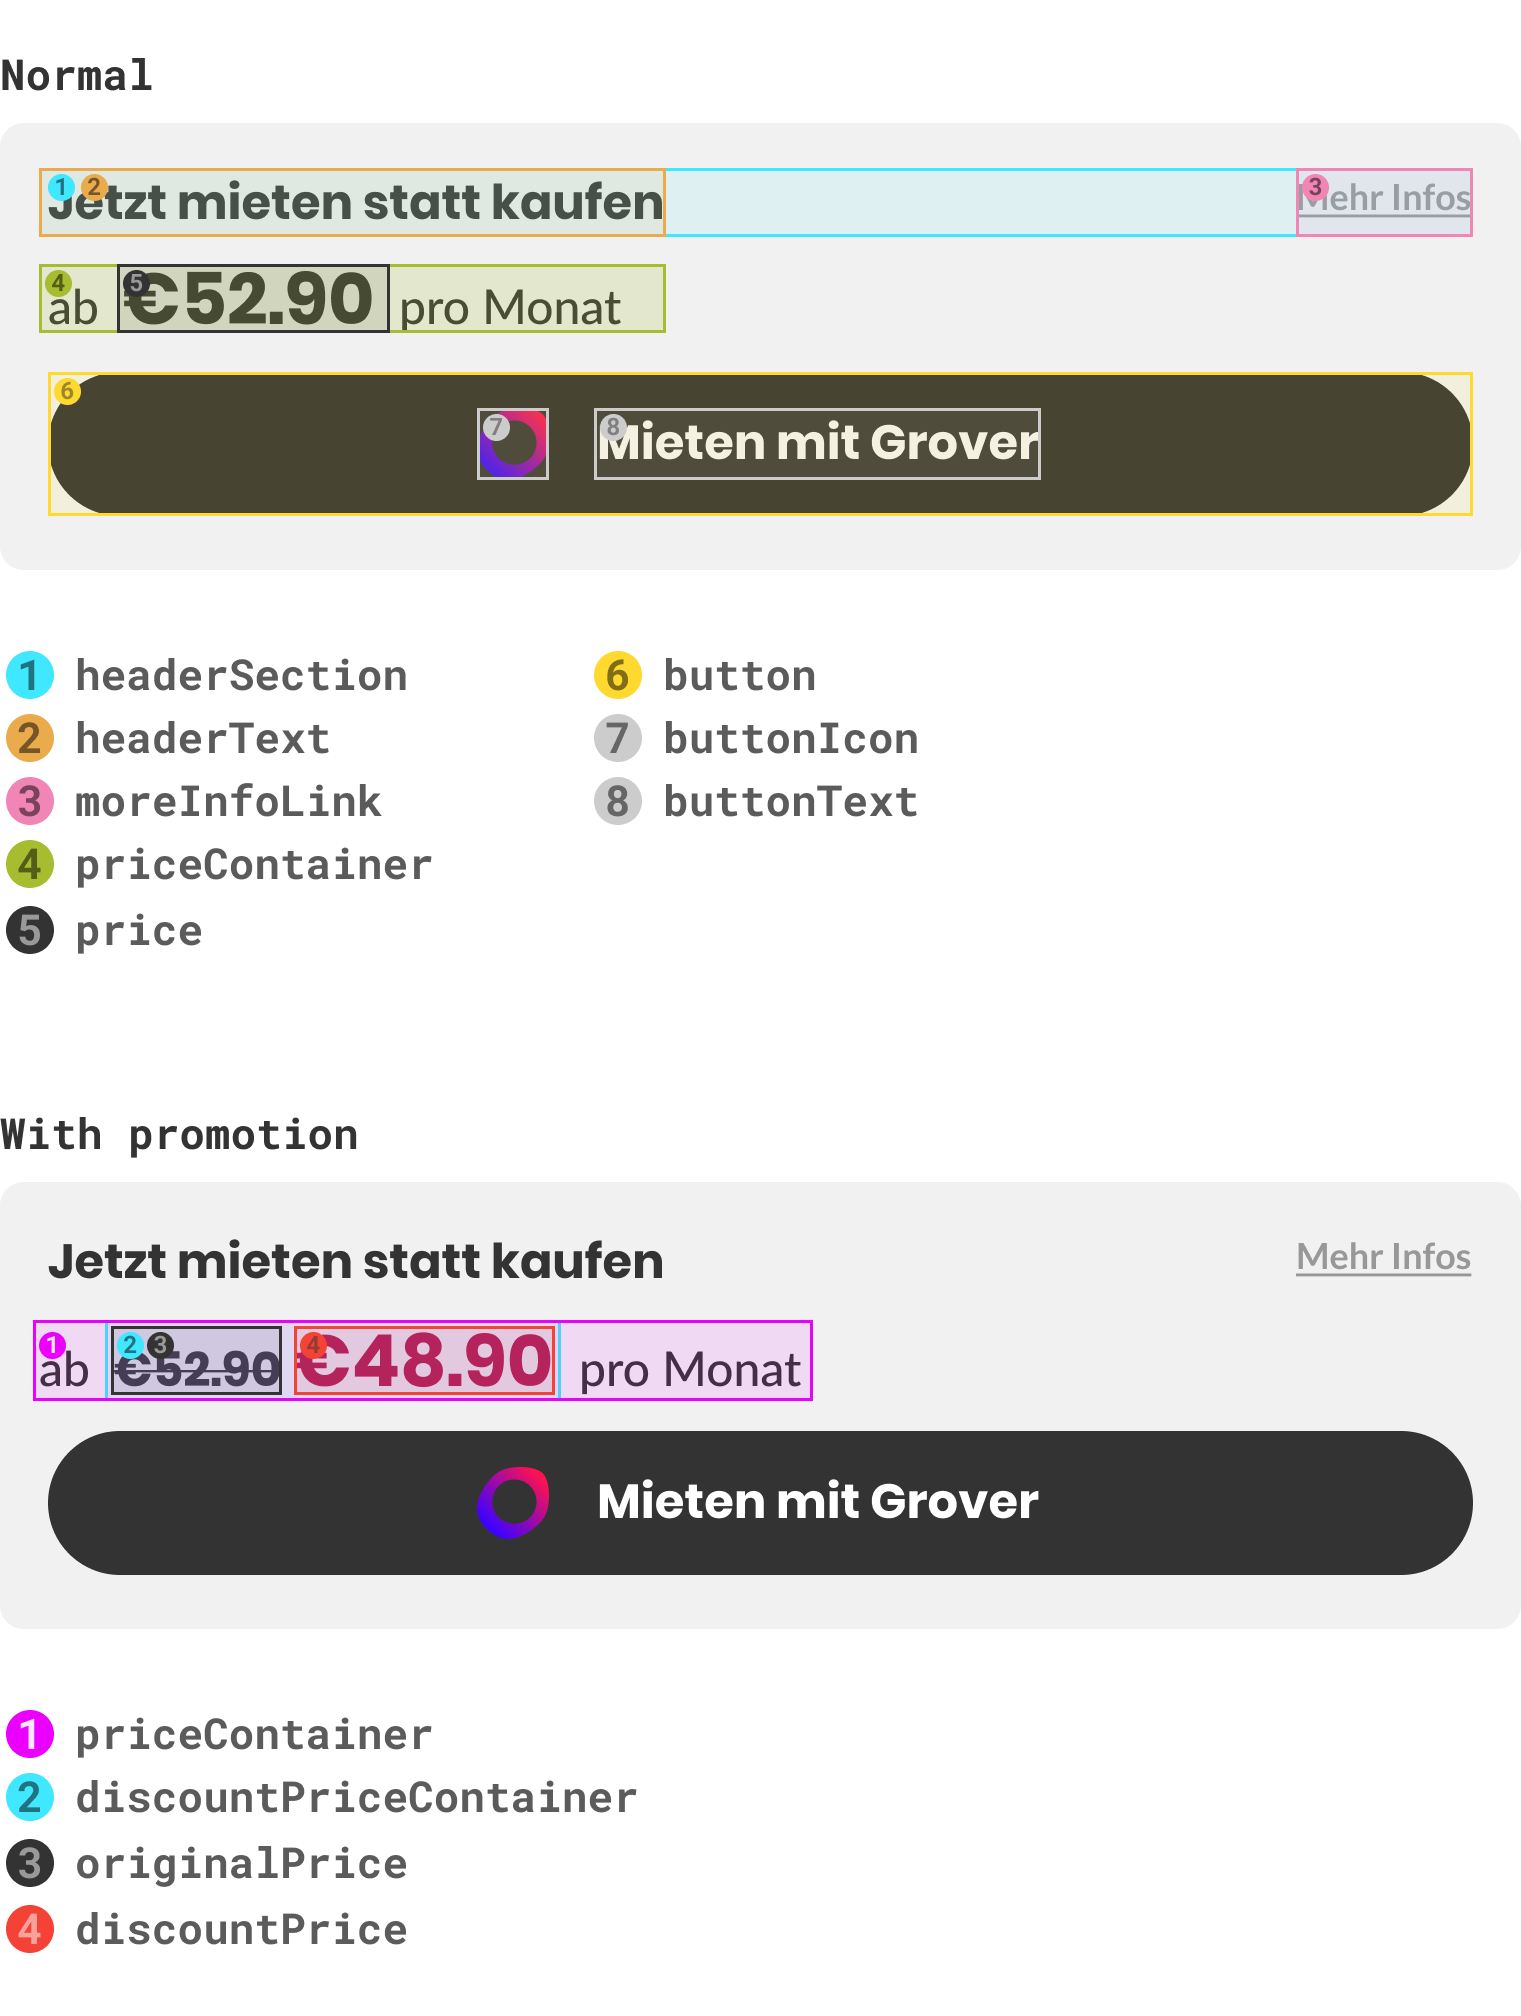 Normal
1 2 Jetzt mieten statt kaufen 3 Mehr Infos
4 ab 5 €52.90 pro Monat
6 7 8 Mieten mit Grover
1 headerSection
2 headerText
3 moreInfoLink
4 priceContainer
5 price
6 button
7 buttonIcon
8 buttonText
With promotion
Jetzt mieten statt kaufen Mehr Infos
1 ab 2 3 €52.90 4 €48.90 pro Monat
Mieten mit Grover
1 priceContainer
2 discountPriceContainer
3 originalPrice
4 discountPrice